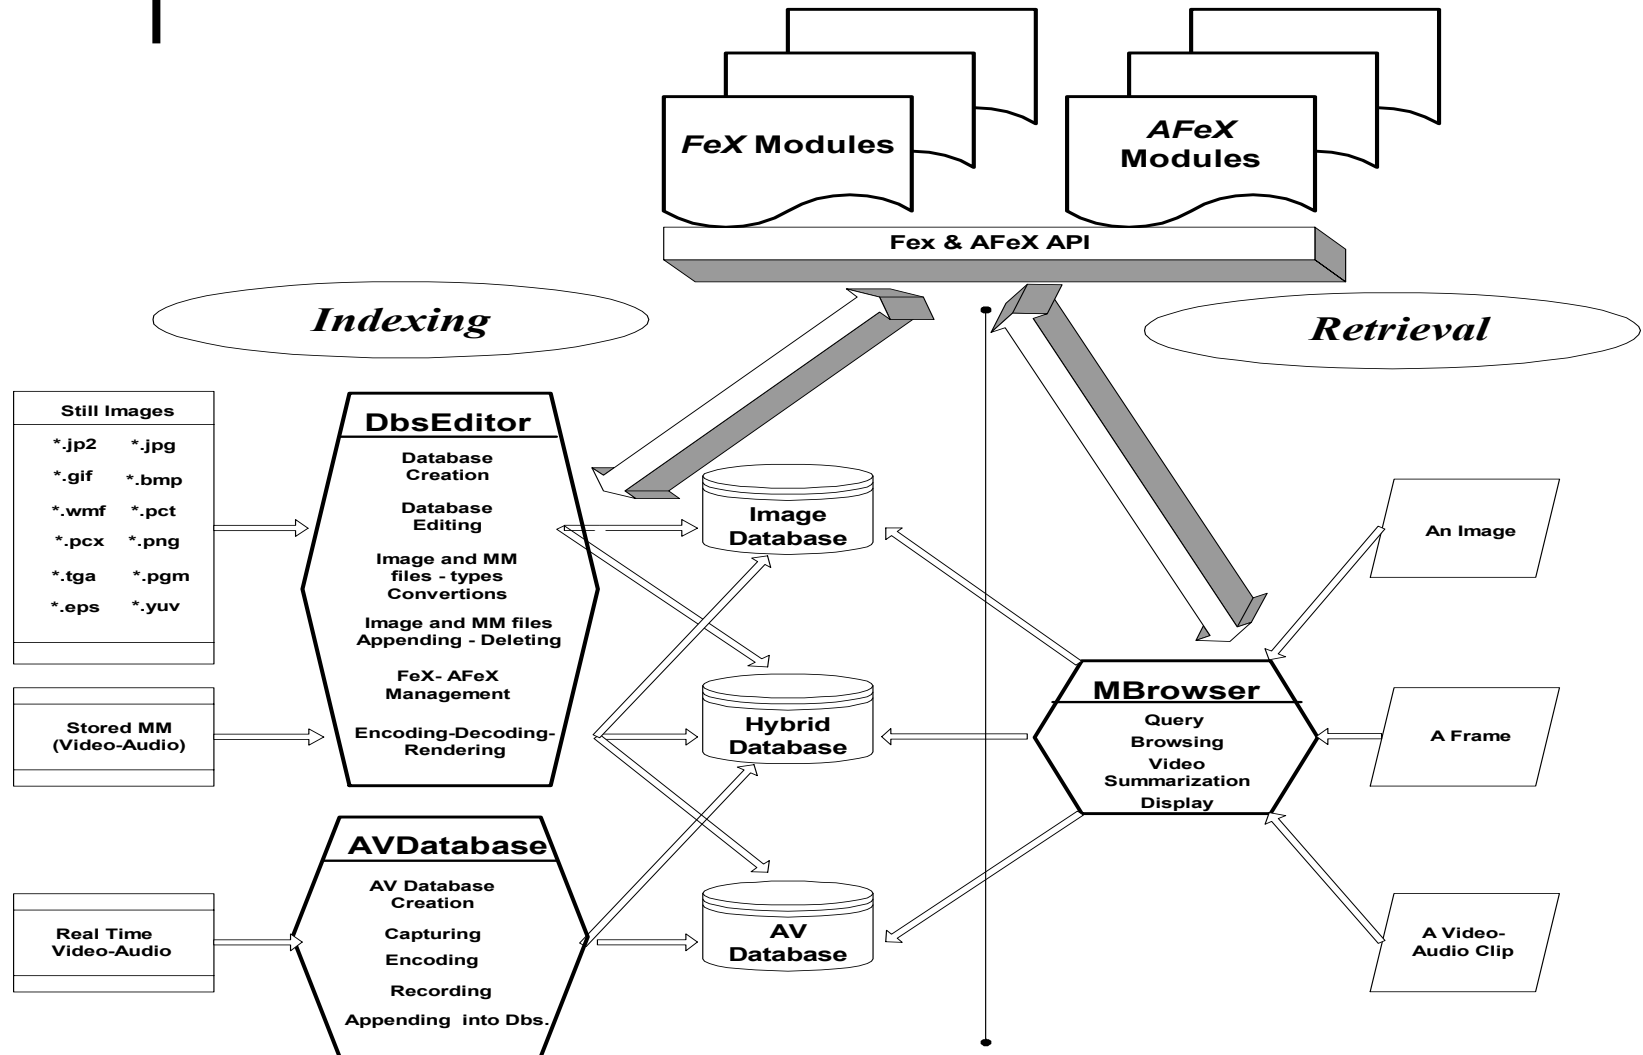 FeX Modules
AFeX
Modules
Fex & AFeX API
Indexing
Retrieval
Still Images
*.jp2 *.jpg
*.gif *.bmp
*.wmf *.pct
*.pcx *.png
*.tga *.pgm
*.eps *.yuv
Stored MM
(Video-Audio)
Real Time
Video-Audio
DbsEditor
Database
Creation
Database
Editing
Image and MM
files - types
Convertions
Image and MM files
Appending - Deleting
FeX- AFeX
Management
Encoding-Decoding-
Rendering
AVDatabase
AV Database
Creation
Capturing
Encoding
Recording
Appending into Dbs.
Image
Database
Hybrid
Database
AV
Database
MBrowser
Query
Browsing
Video
Summarization
Display
An Image
A Frame
A Video-
Audio Clip